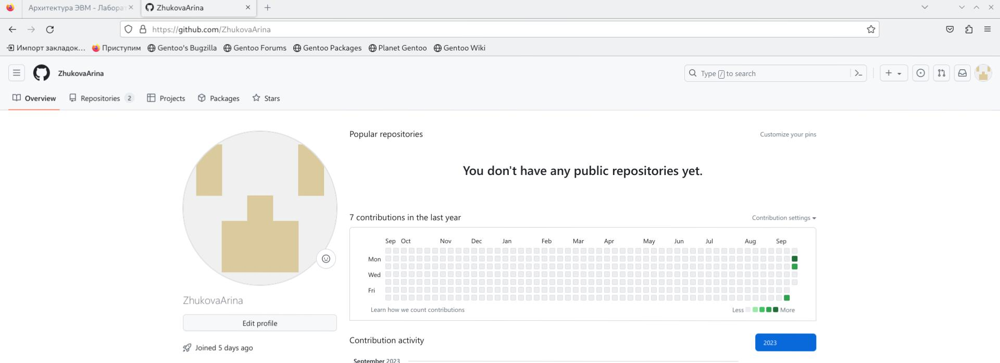 Архитектура ЭВМ - Лаборат
ZhukovaArina
https://github.com/ZhukovaArina
Импорт закладок… Приступим Gentoo's Bugzilla Gentoo Forums Gentoo Packages Planet Gentoo Gentoo Wiki
ZhukovaArina
Type / to search
Overview Repositories 2 Projects Packages Stars
Popular repositories
Customize your pins
You don't have any public repositories yet.
7 contributions in the last year
Contribution settings
Sep Oct Nov Dec Jan Feb Mar Apr May Jun Jul Aug Sep
Mon
Wed
Fri
Learn how we count contributions
Less More
ZhukovaArina
Edit profile
Joined 5 days ago
Contribution activity
2023
September 2023